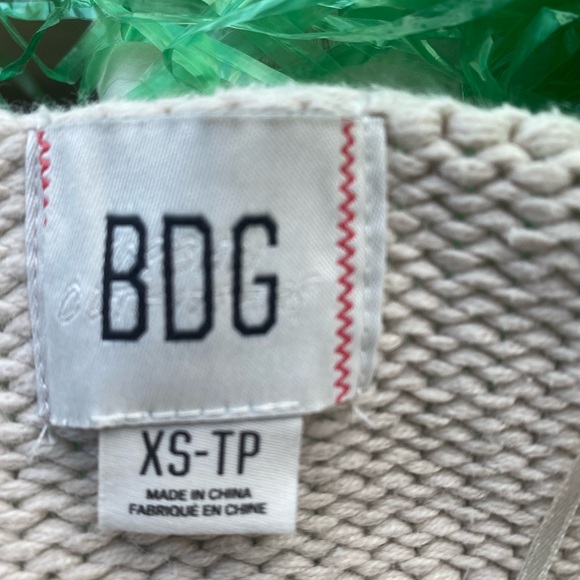 BDG
XS-TP
MADE IN CHINA
FABRIQUÉ EN CHINE